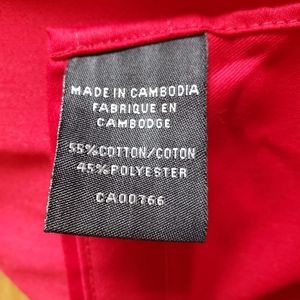 MADE IN CAMBODIA
FABRIQUE EN
CAMBODGE
55%COTTON/COTON
45%POLYESTER
CA00766